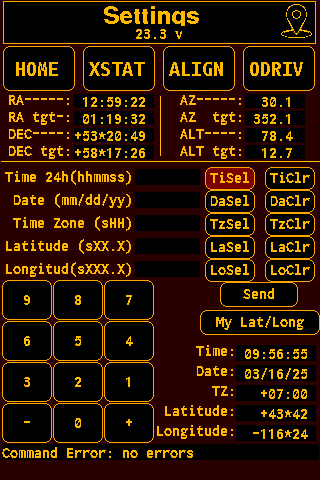 Settings
23.3 v
HOME XSTAT ALIGN ODRIV
RA-----: 12:59:22 AZ-----: 30.1
RA tgt-: 01:19:32 AZ tgt: 352.1
DEC----: +53*20:49 ALT----: 78.4
DEC tgt: +58*17:26 ALT tgt: 12.7
Time 24h(hhmmss) TiSel TiClr
Date (mm/dd/yy) DaSel DaClr
Time Zone (sHH) TzSel TzClr
Latitude (sXX.X) LaSel LaClr
Longitud(sXXX.X) LoSel LoClr
9 8 7 Send
My Lat/Long
6 5 4
Time: 09:56:55
Date: 03/16/25
3 2 1
TZ: +07:00
Latitude: +43*42
- 0 +
Longitude: -116*24
Command Error: no errors